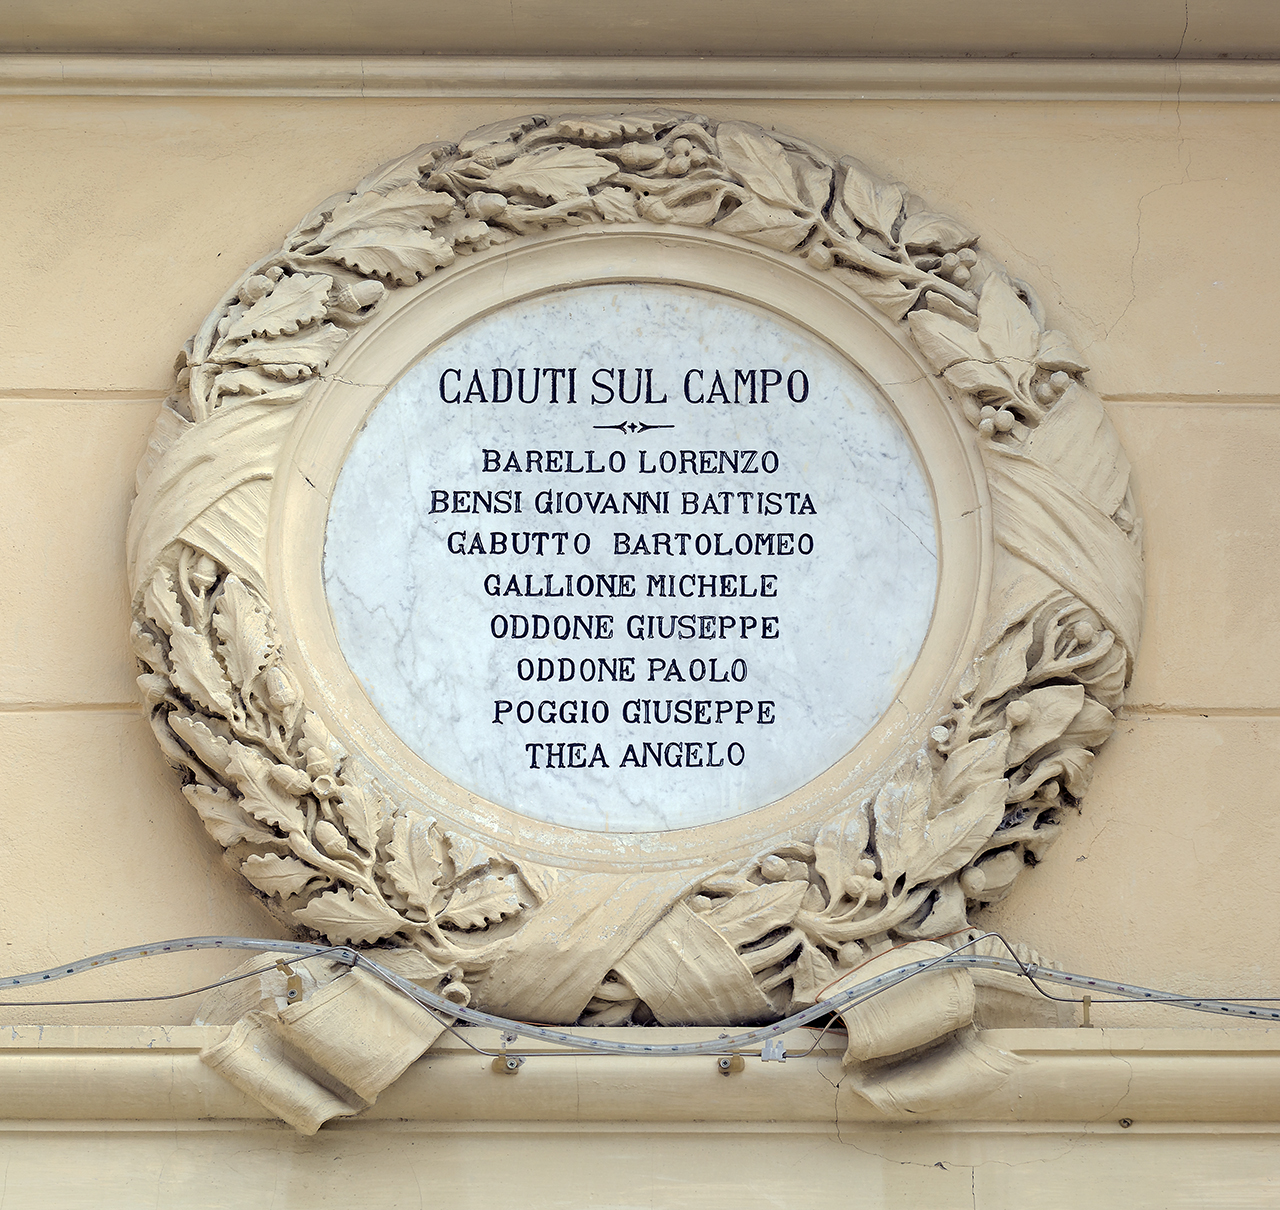 CADUTI SUL CAMPO
BARELLO LORENZO
BENSI GIOVANNI BATTISTA
GABUTTO BARTOLOMEO
GALLIONE MICHELE
ODDONE GIUSEPPE
ODDONE PAOLO
POGGIO GIUSEPPE
THEA ANGELO